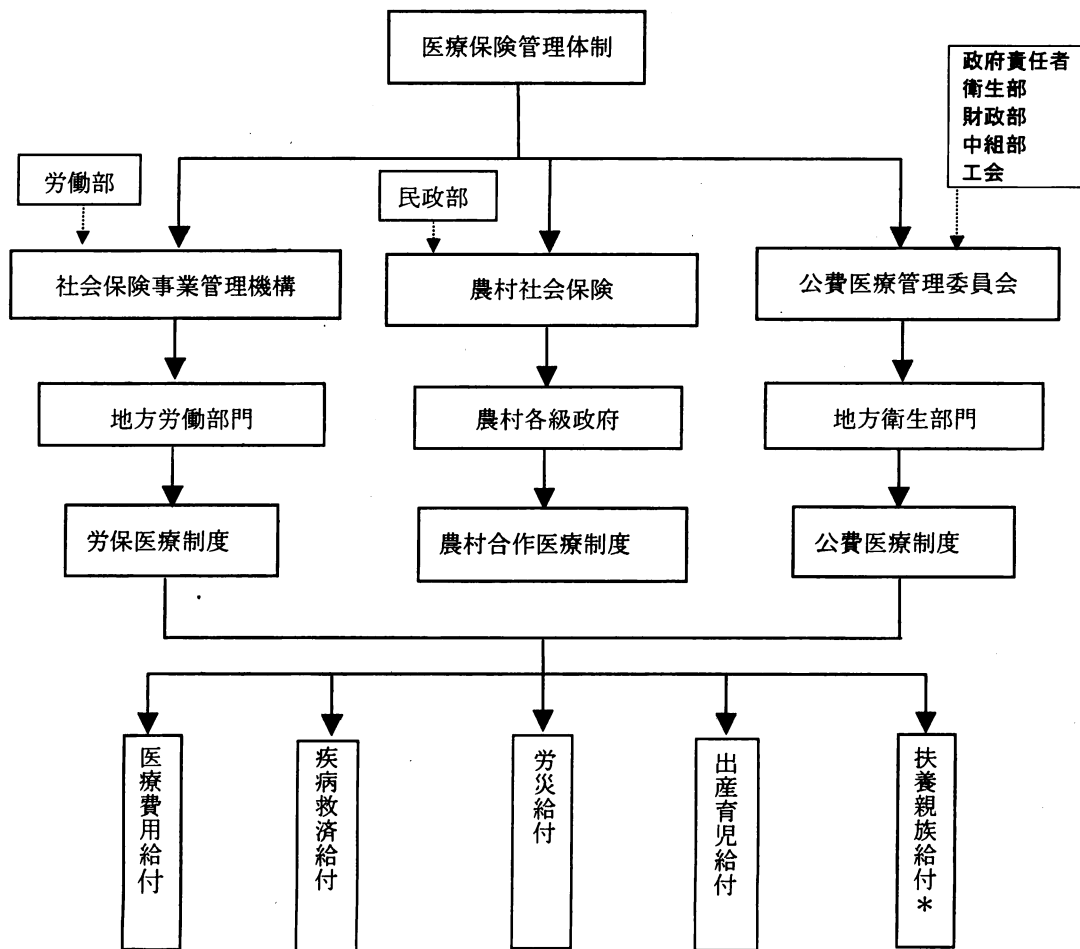 医療保険管理体制
政府責任者
衛生部
財政部
中組部
工会
労働部
民政部
社会保険事業管理機構
農村社会保険
公費医療管理委員会
地方労働部門
農村各級政府
地方衛生部門
労保医療制度
農村合作医療制度
公費医療制度
医療費用給付
疾病救済給付
労災給付
出産育児給付
扶養親族給付*